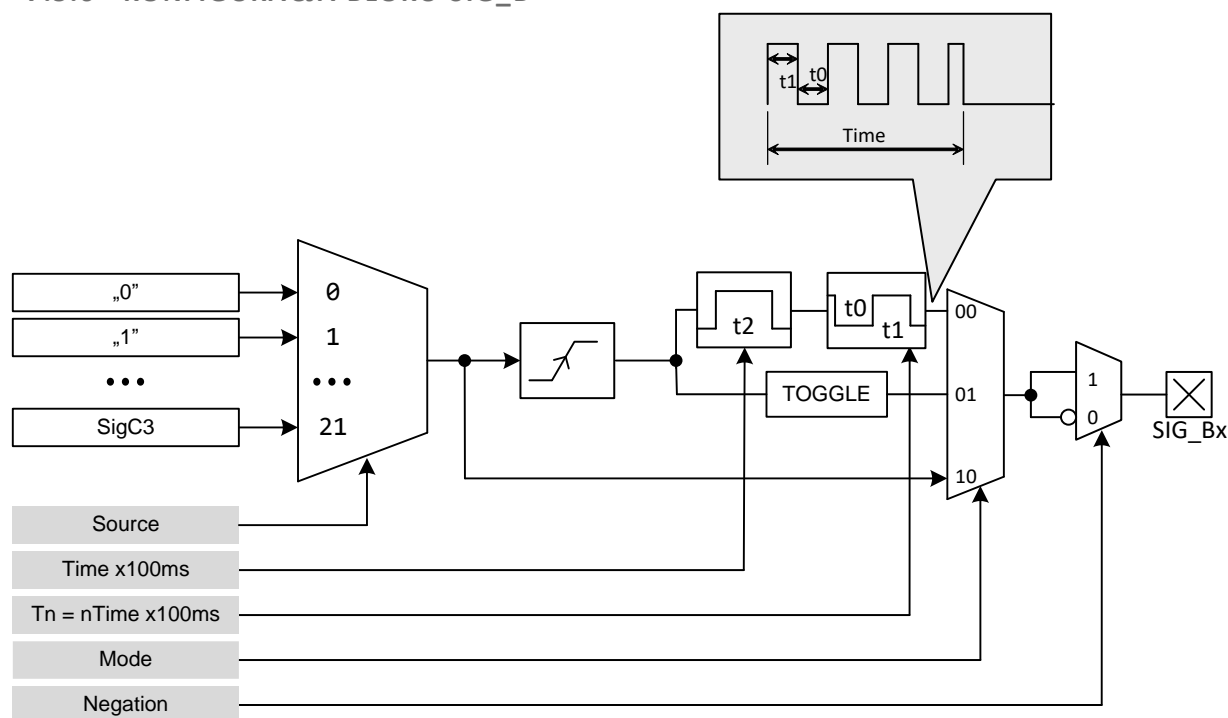 t1
t0
Time
„0”
0
„1”
1
•••
•••
SigC3
21
t2
t0
t1
TOGGLE
00
01
10
1
0
SIG_Bx
Source
Time x100ms
Tn = nTime x100ms
Mode
Negation